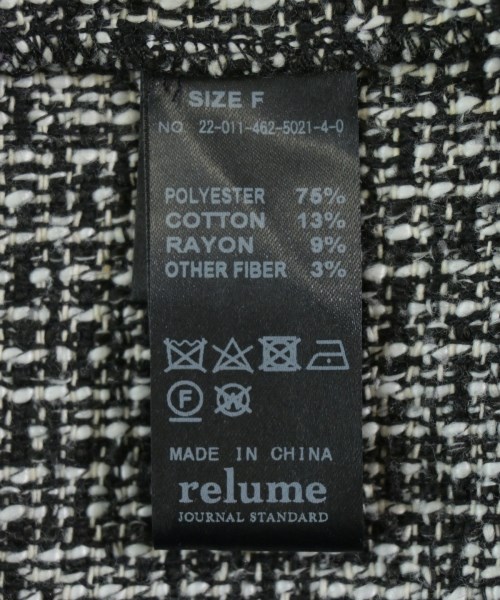 SIZE F
NO. 22-011-462-5021-4-0
POLYESTER 75%
COTTON 13%
RAYON 9%
OTHER FIBER 3%
F W
MADE IN CHINA
relume
JOURNAL STANDARD